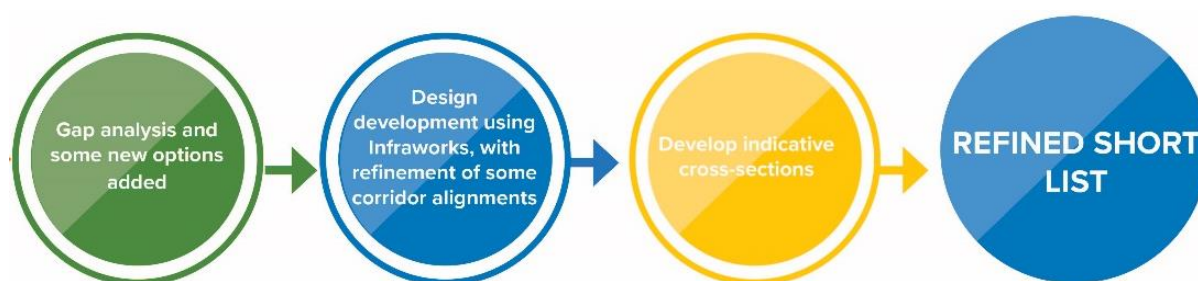 Gap analysis and
some new options
added
Design
development using
Infraworks, with
refinement of some
corridor alignments
Develop indicative
cross-sections
REFINED SHORT
LIST